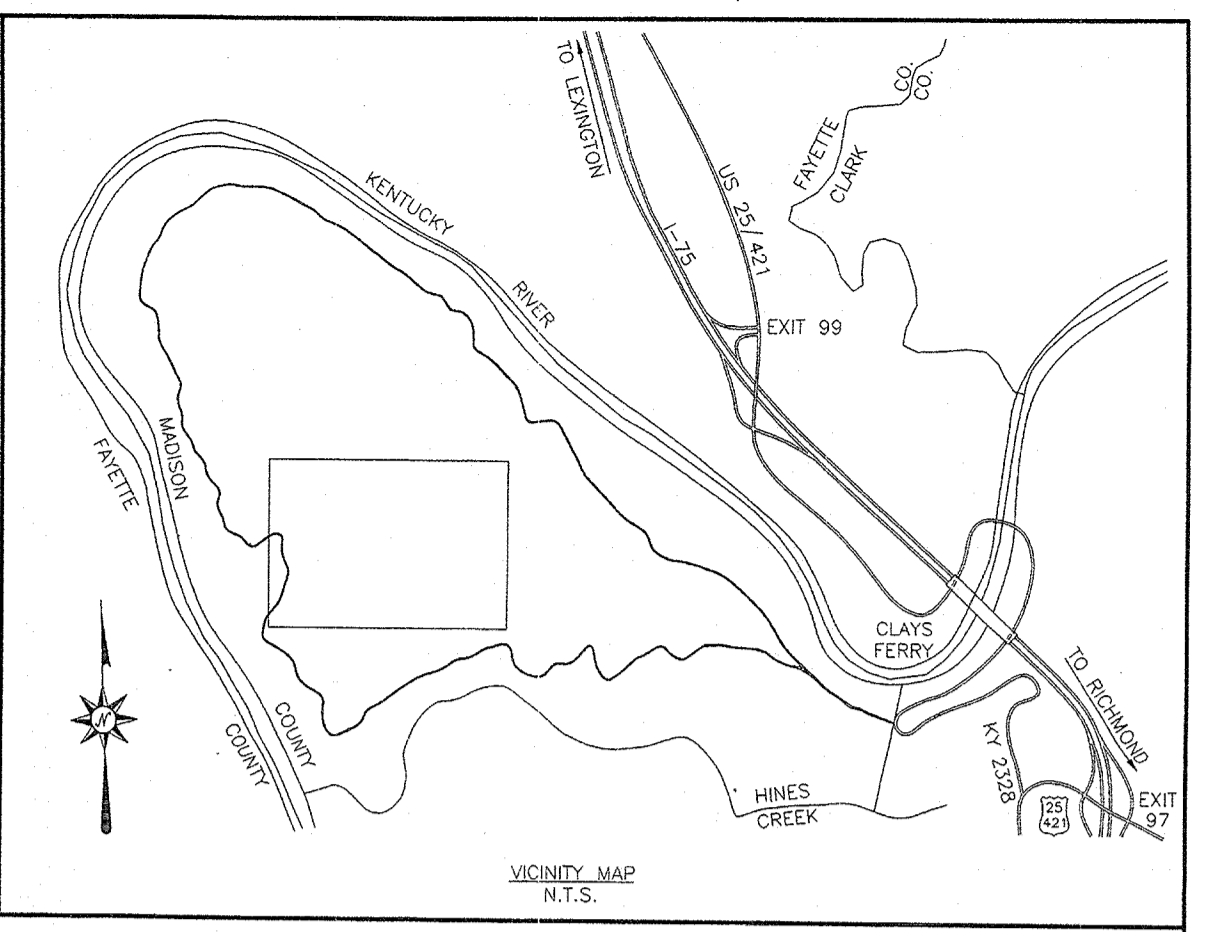 TO LEXINGTON
US 25/421
I-75
FAYETTE CO.
CLARK CO.
KENTUCKY
RIVER
EXIT 99
MADISON
FAYETTE
CLAYS
FERRY
TO RICHMOND
COUNTY
COUNTY
N
KY 2328
HINES
CREEK
25
421
EXIT
97
VICINITY MAP
N.T.S.